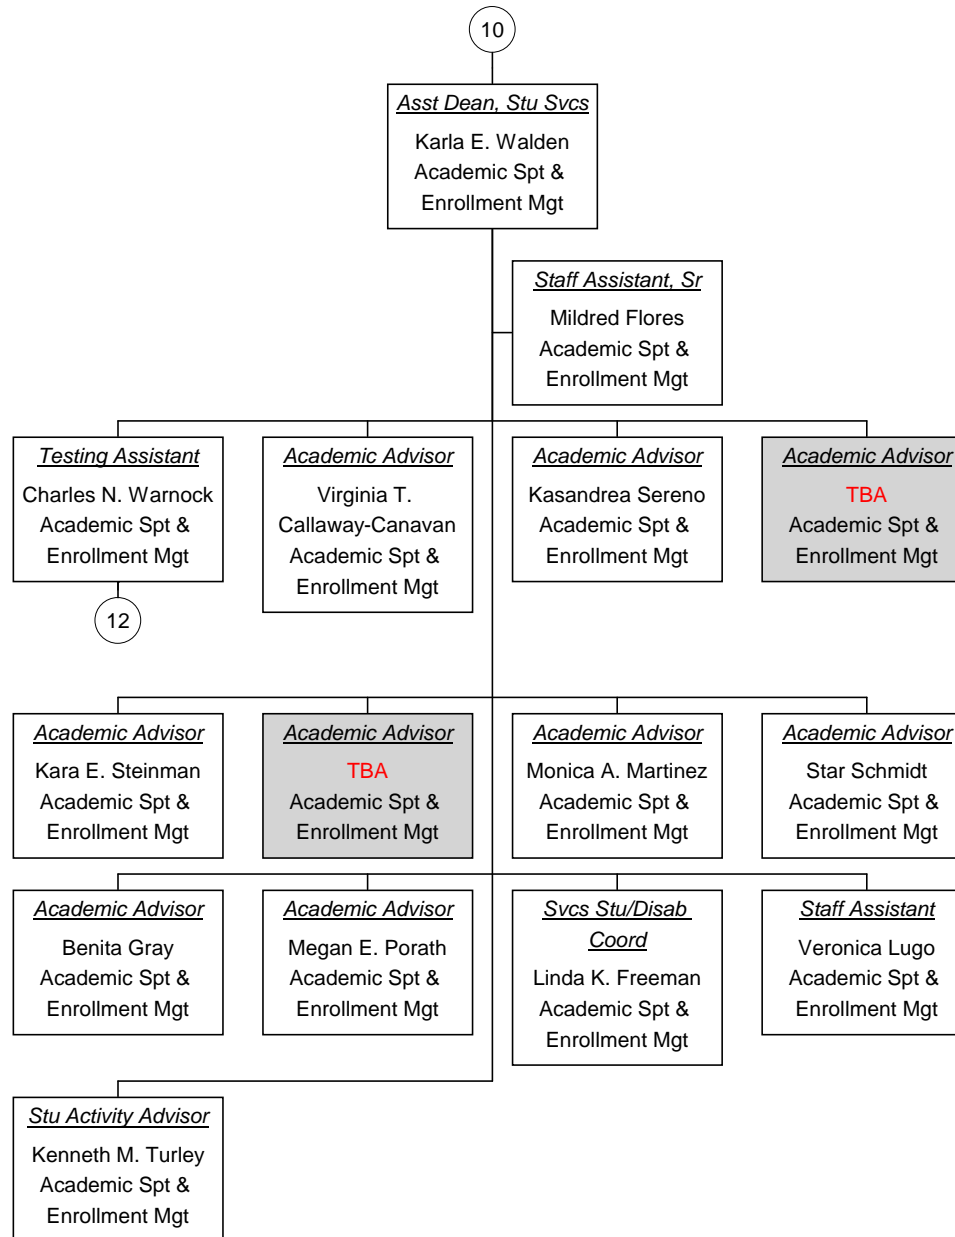 10
Asst Dean, Stu Svcs
Karla E. Walden
Academic Spt &
Enrollment Mgt
Staff Assistant, Sr
Mildred Flores
Academic Spt &
Enrollment Mgt
Testing Assistant
Charles N. Warnock
Academic Spt &
Enrollment Mgt
12
Academic Advisor
Virginia T.
Callaway-Canavan
Academic Spt &
Enrollment Mgt
Academic Advisor
Kasandrea Sereno
Academic Spt &
Enrollment Mgt
Academic Advisor
TBA
Academic Spt &
Enrollment Mgt
Academic Advisor
Kara E. Steinman
Academic Spt &
Enrollment Mgt
Academic Advisor
TBA
Academic Spt &
Enrollment Mgt
Academic Advisor
Monica A. Martinez
Academic Spt &
Enrollment Mgt
Academic Advisor
Star Schmidt
Academic Spt &
Enrollment Mgt
Academic Advisor
Benita Gray
Academic Spt &
Enrollment Mgt
Academic Advisor
Megan E. Porath
Academic Spt &
Enrollment Mgt
Svcs Stu/Disab
Coord
Linda K. Freeman
Academic Spt &
Enrollment Mgt
Staff Assistant
Veronica Lugo
Academic Spt &
Enrollment Mgt
Stu Activity Advisor
Kenneth M. Turley
Academic Spt &
Enrollment Mgt